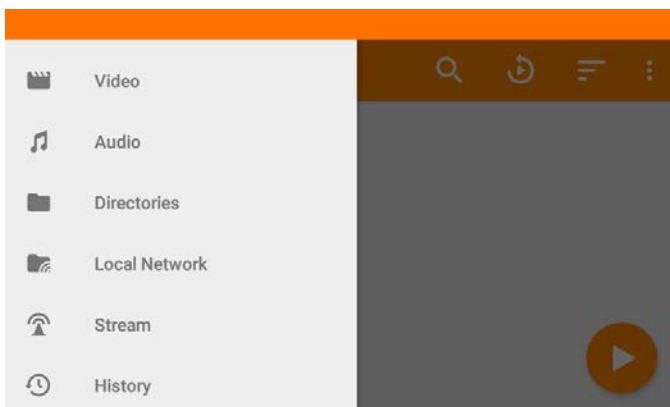 Video
Audio
Directories
Local Network
Stream
History